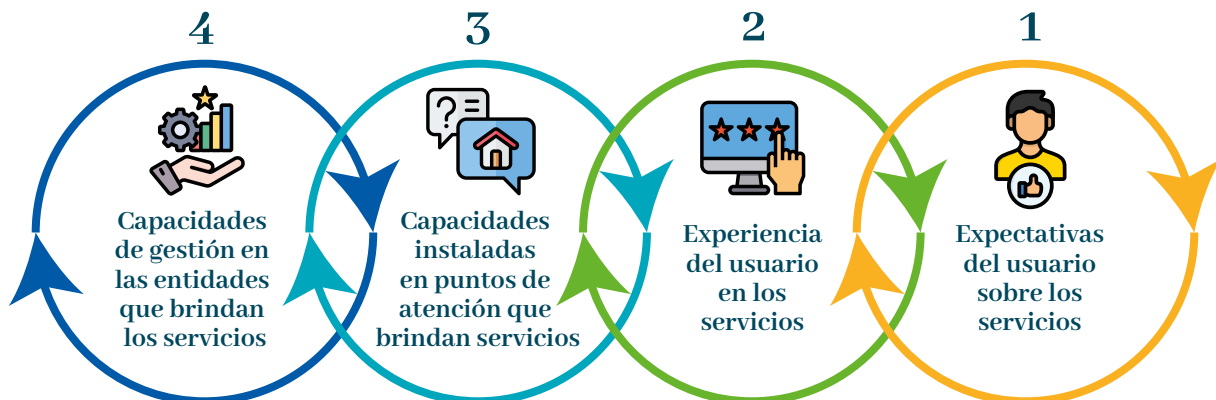 4
Capacidades
de gestión en
las entidades
que brindan
los servicios
3
?
Capacidades
instaladas
en puntos de
atención que
brindan servicios
2
Experiencia
del usuario
en los
servicios
1
Expectativas
del usuario
sobre los
servicios